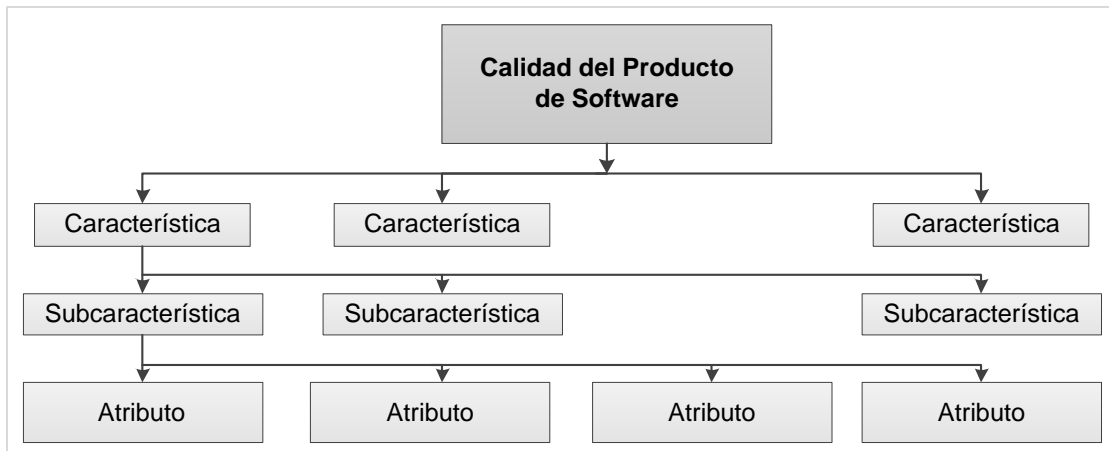 Calidad del Producto
de Software
Característica
Característica
Característica
Subcaracterística
Subcaracterística
Subcaracterística
Atributo
Atributo
Atributo
Atributo